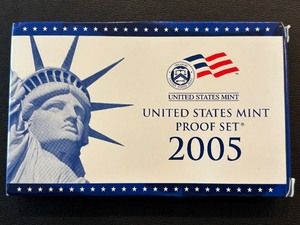 UNITED STATES MINT
UNITED STATES MINT
PROOF SET®
2005